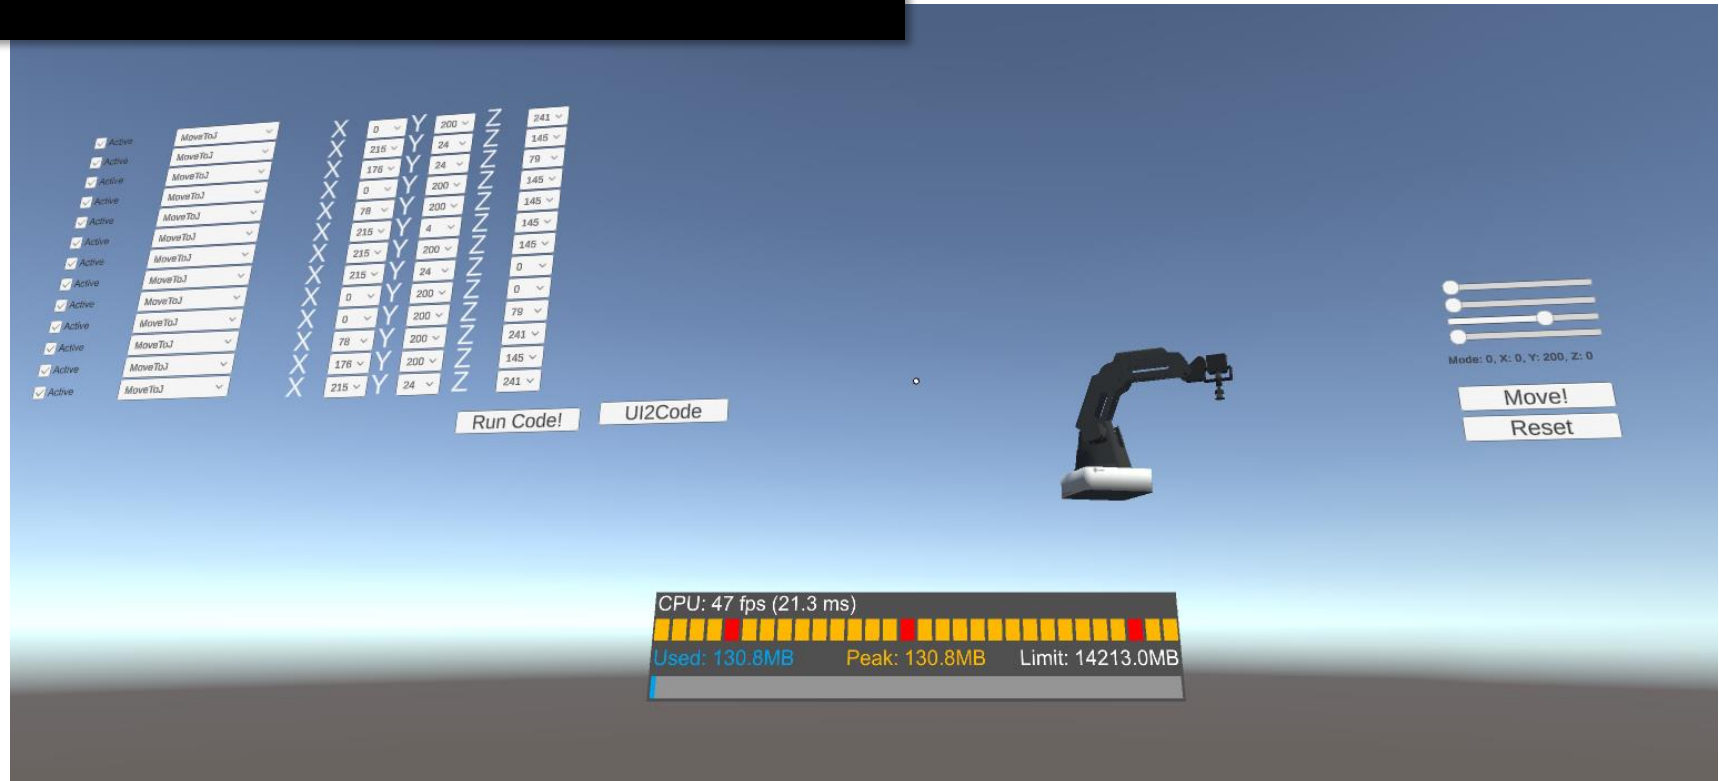 Active MoveToJ X 0 Y 200 Z 241
Active MoveToJ X 215 Y 24 Z 145
Active MoveToJ X 176 Y 24 Z 79
Active MoveToJ X 0 Y 200 Z 145
Active MoveToJ X 78 Y 200 Z 145
Active MoveToJ X 215 Y 4 Z 145
Active MoveToJ X 215 Y 200 Z 145
Active MoveToJ X 215 Y 24 Z 0
Active MoveToJ X 0 Y 200 Z 0
Active MoveToJ X 0 Y 200 Z 79
Active MoveToJ X 78 Y 200 Z 241
Active MoveToJ X 176 Y 200 Z 145
Active MoveToJ X 215 Y 24 Z 241
Run Code! UI2Code
Mode: 0, X: 0, Y: 200, Z: 0
Move!
Reset
CPU: 47 fps (21.3 ms)
Used: 130.8MB Peak: 130.8MB Limit: 14213.0MB